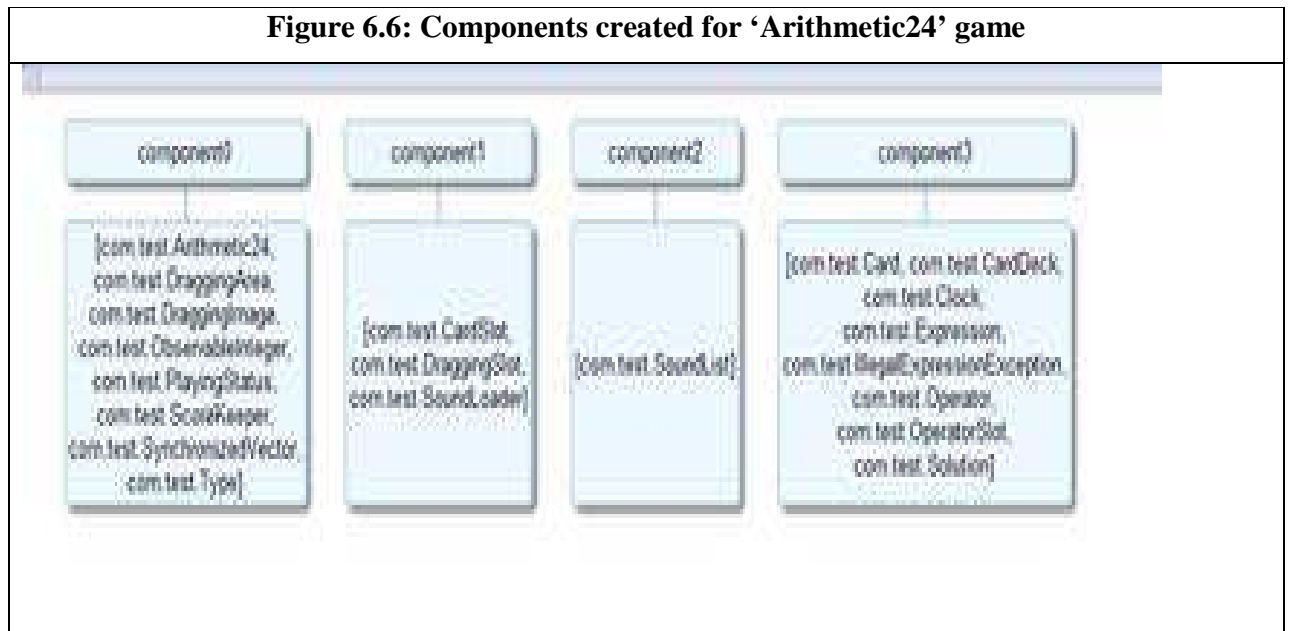 Figure 6.6: Components created for ‘Arithmetic24’ game
component0
component1
component2
component3
[com.test.Arithmetic24,
com.test.DraggingArea,
com.test.DraggingImage,
com.test.ObservableInteger,
com.test.PlayingStatus,
com.test.ScoreKeeper,
com.test.SynchronizedVector,
com.test.Type]
[com.test.CardSlot,
com.test.DraggingSlot,
com.test.SoundLoader]
[com.test.SoundList]
[com.test.Card, com.test.CardDeck,
com.test.Clock,
com.test.Expression,
com.test.IllegalExpressionException,
com.test.Operator,
com.test.OperatorSlot,
com.test.Solution]